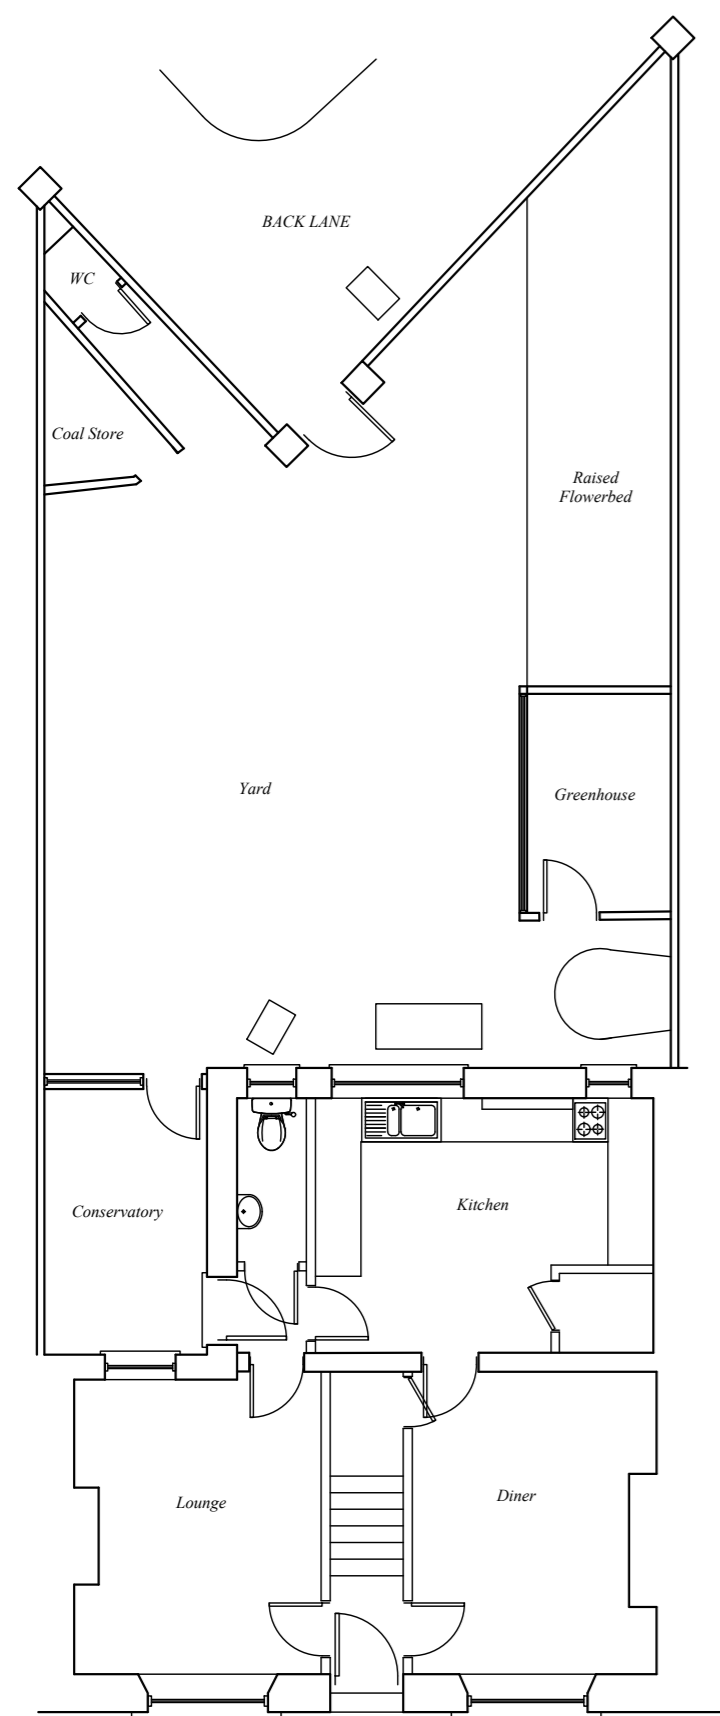 BACK LANE
WC
Coal Store
Raised
Flowerbed
Yard
Greenhouse
Conservatory
Kitchen
Lounge
Diner